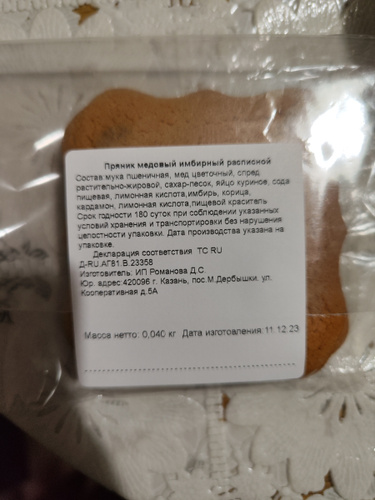 Пряник медовый имбирный расписной
Состав мука пшеничная, мед цветочный, спред
растительно-жировой, сахар-песок, яйцо куриное, сода
пищевая, лимонная кислота,имбирь, корица,
кардамон, лимонная кислота,пищевой краситель
Срок годности 180 суток при соблюдении указанных
условий хранения и транспортировки без нарушения
целостности упаковки. Дата производства указана на
упаковке.
Декларация соответствия ТС RU
Д-RU.АГ81.В.23358
Изготовитель: ИП Романова Д.С.
Юр. адрес:420096 г. Казань, пос.М.Дербышки. ул.
Кооперативная д.5А
Масса нетто: 0,040 кг Дата изготовления: 11.12.23